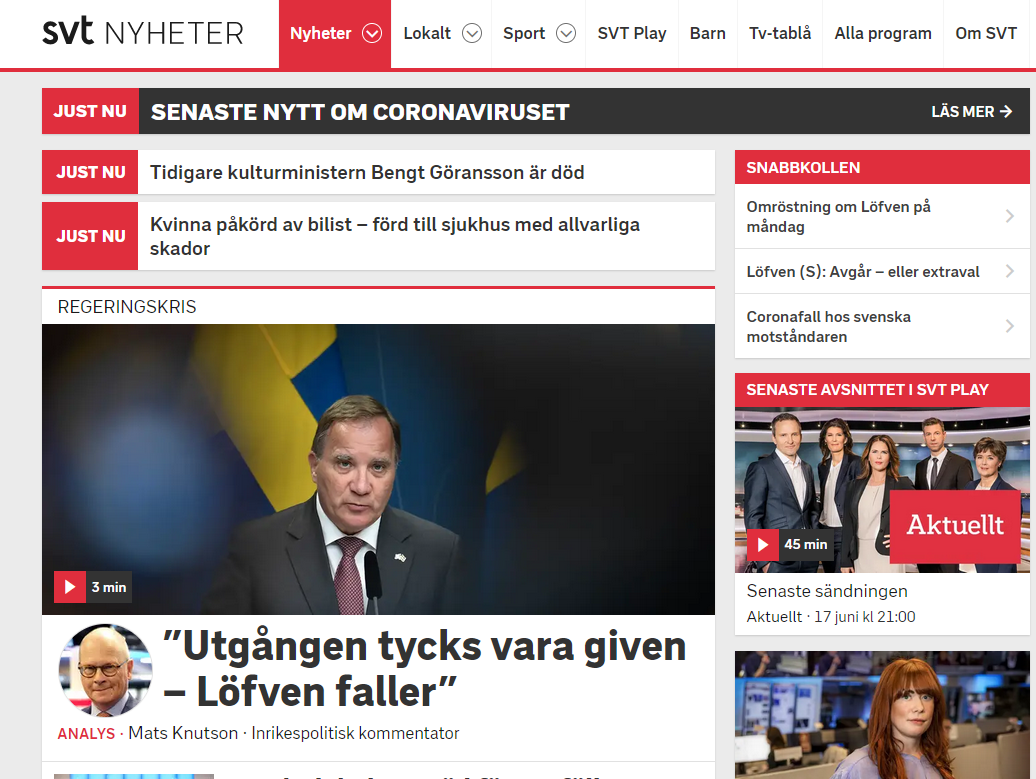 svt NYHETER
Nyheter
Lokalt
Sport
SVT Play
Barn
Tv-tablå
Alla program
Om SVT
JUST NU
SENASTE NYTT OM CORONAVIRUSET
LÄS MER
JUST NU
Tidigare kulturministern Bengt Göransson är död
JUST NU
Kvinna påkörd av bilist – förd till sjukhus med allvarliga
skador
REGERINGSKRIS
3 min
”Utgången tycks vara given
– Löfven faller”
ANALYS · Mats Knutson · Inrikespolitisk kommentator
SNABBKOLLEN
Omröstning om Löfven på
måndag
Löfven (S): Avgår – eller extraval
Coronafall hos svenska
motståndaren
SENASTE AVSNITTET I SVT PLAY
Aktuellt
45 min
Senaste sändningen
Aktuellt · 17 juni kl 21:00